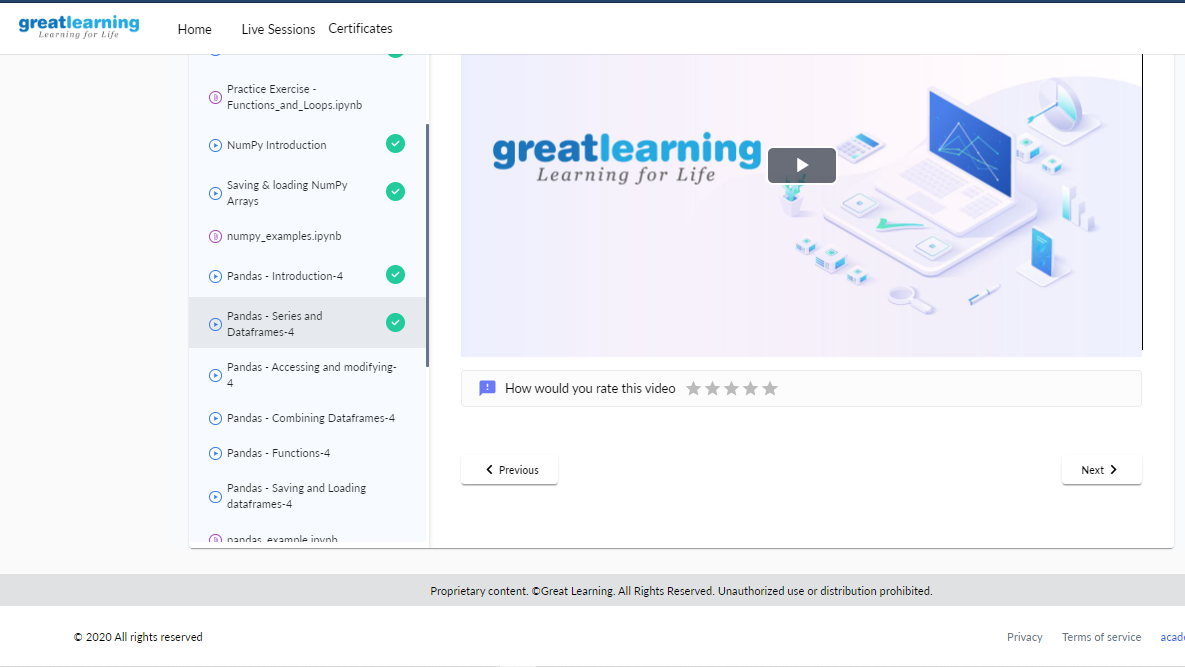 greatlearning
Learning for Life
Home
Live Sessions
Certificates
Practice Exercise -
Functions_and_Loops.ipynb
NumPy Introduction
Saving & loading NumPy
Arrays
numpy_examples.ipynb
Pandas - Introduction-4
Pandas - Series and
Dataframes-4
Pandas - Accessing and modifying-
4
Pandas - Combining Dataframes-4
Pandas - Functions-4
Pandas - Saving and Loading
dataframes-4
pandas_example.ipynb
greatlearning
Learning for Life
How would you rate this video
Previous
Next
Proprietary content. ©Great Learning. All Rights Reserved. Unauthorized use or distribution prohibited.
© 2020 All rights reserved
Privacy
Terms of service
acade